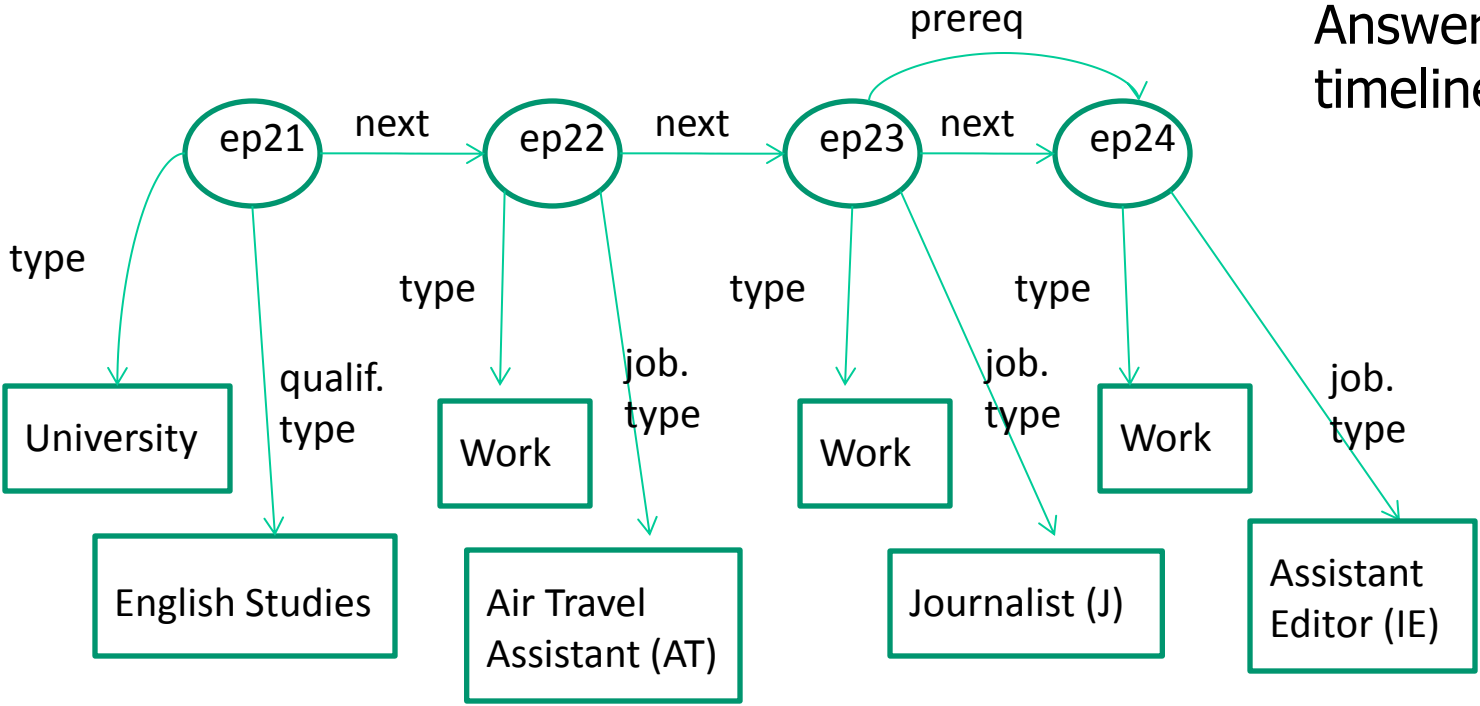 prereq
Answer
timeline
ep21
next
ep22
next
ep23
next
ep24
type
type
type
type
qualif.
type
job.
type
job.
type
job.
type
University
Work
Work
Work
English Studies
Air Travel
Assistant (AT)
Journalist (J)
Assistant
Editor (IE)